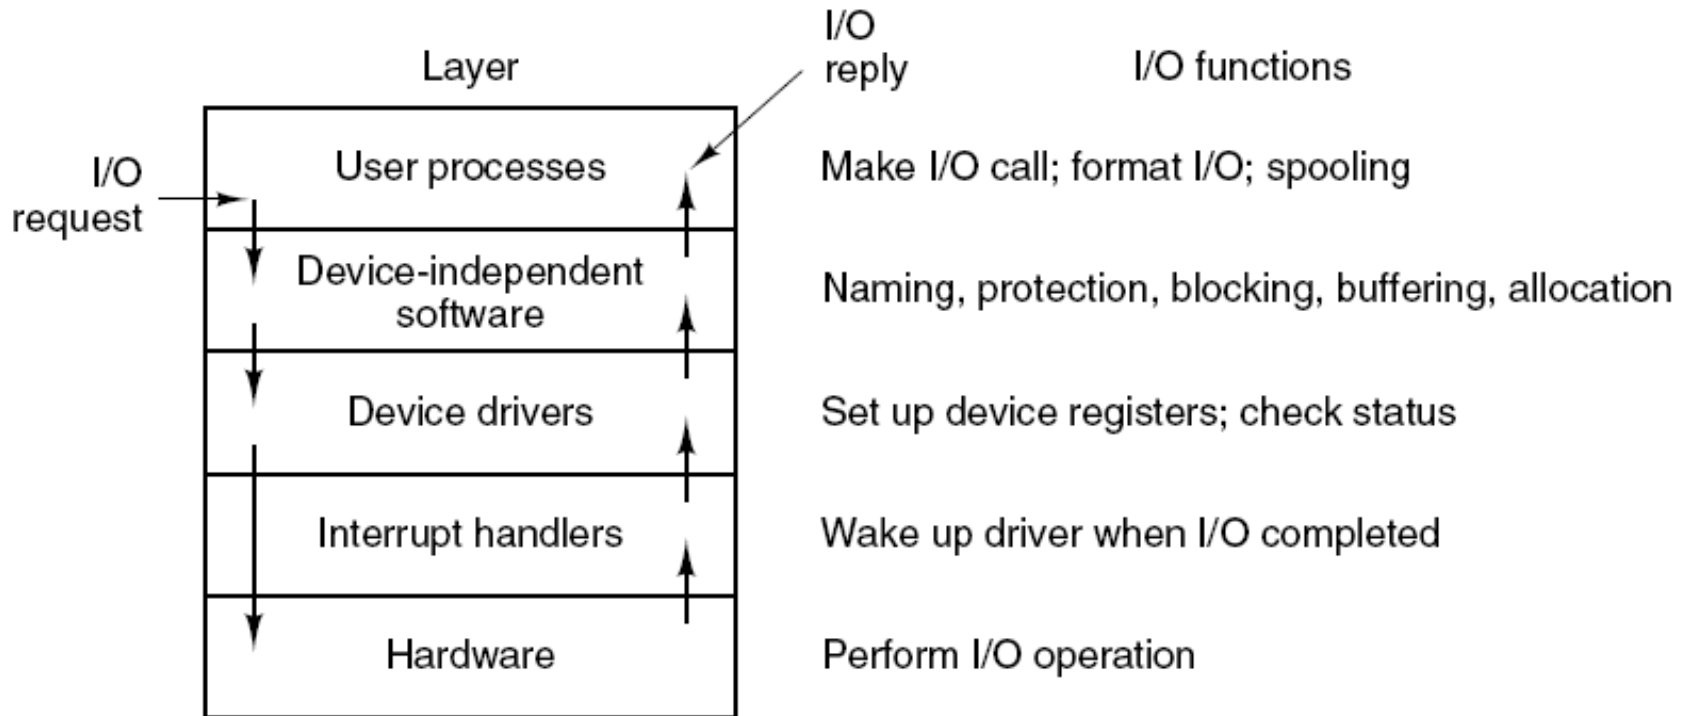 I/O
reply
Layer
I/O functions
I/O
request
User processes
Make I/O call; format I/O; spooling
Device-independent
software
Naming, protection, blocking, buffering, allocation
Device drivers
Set up device registers; check status
Interrupt handlers
Wake up driver when I/O completed
Hardware
Perform I/O operation